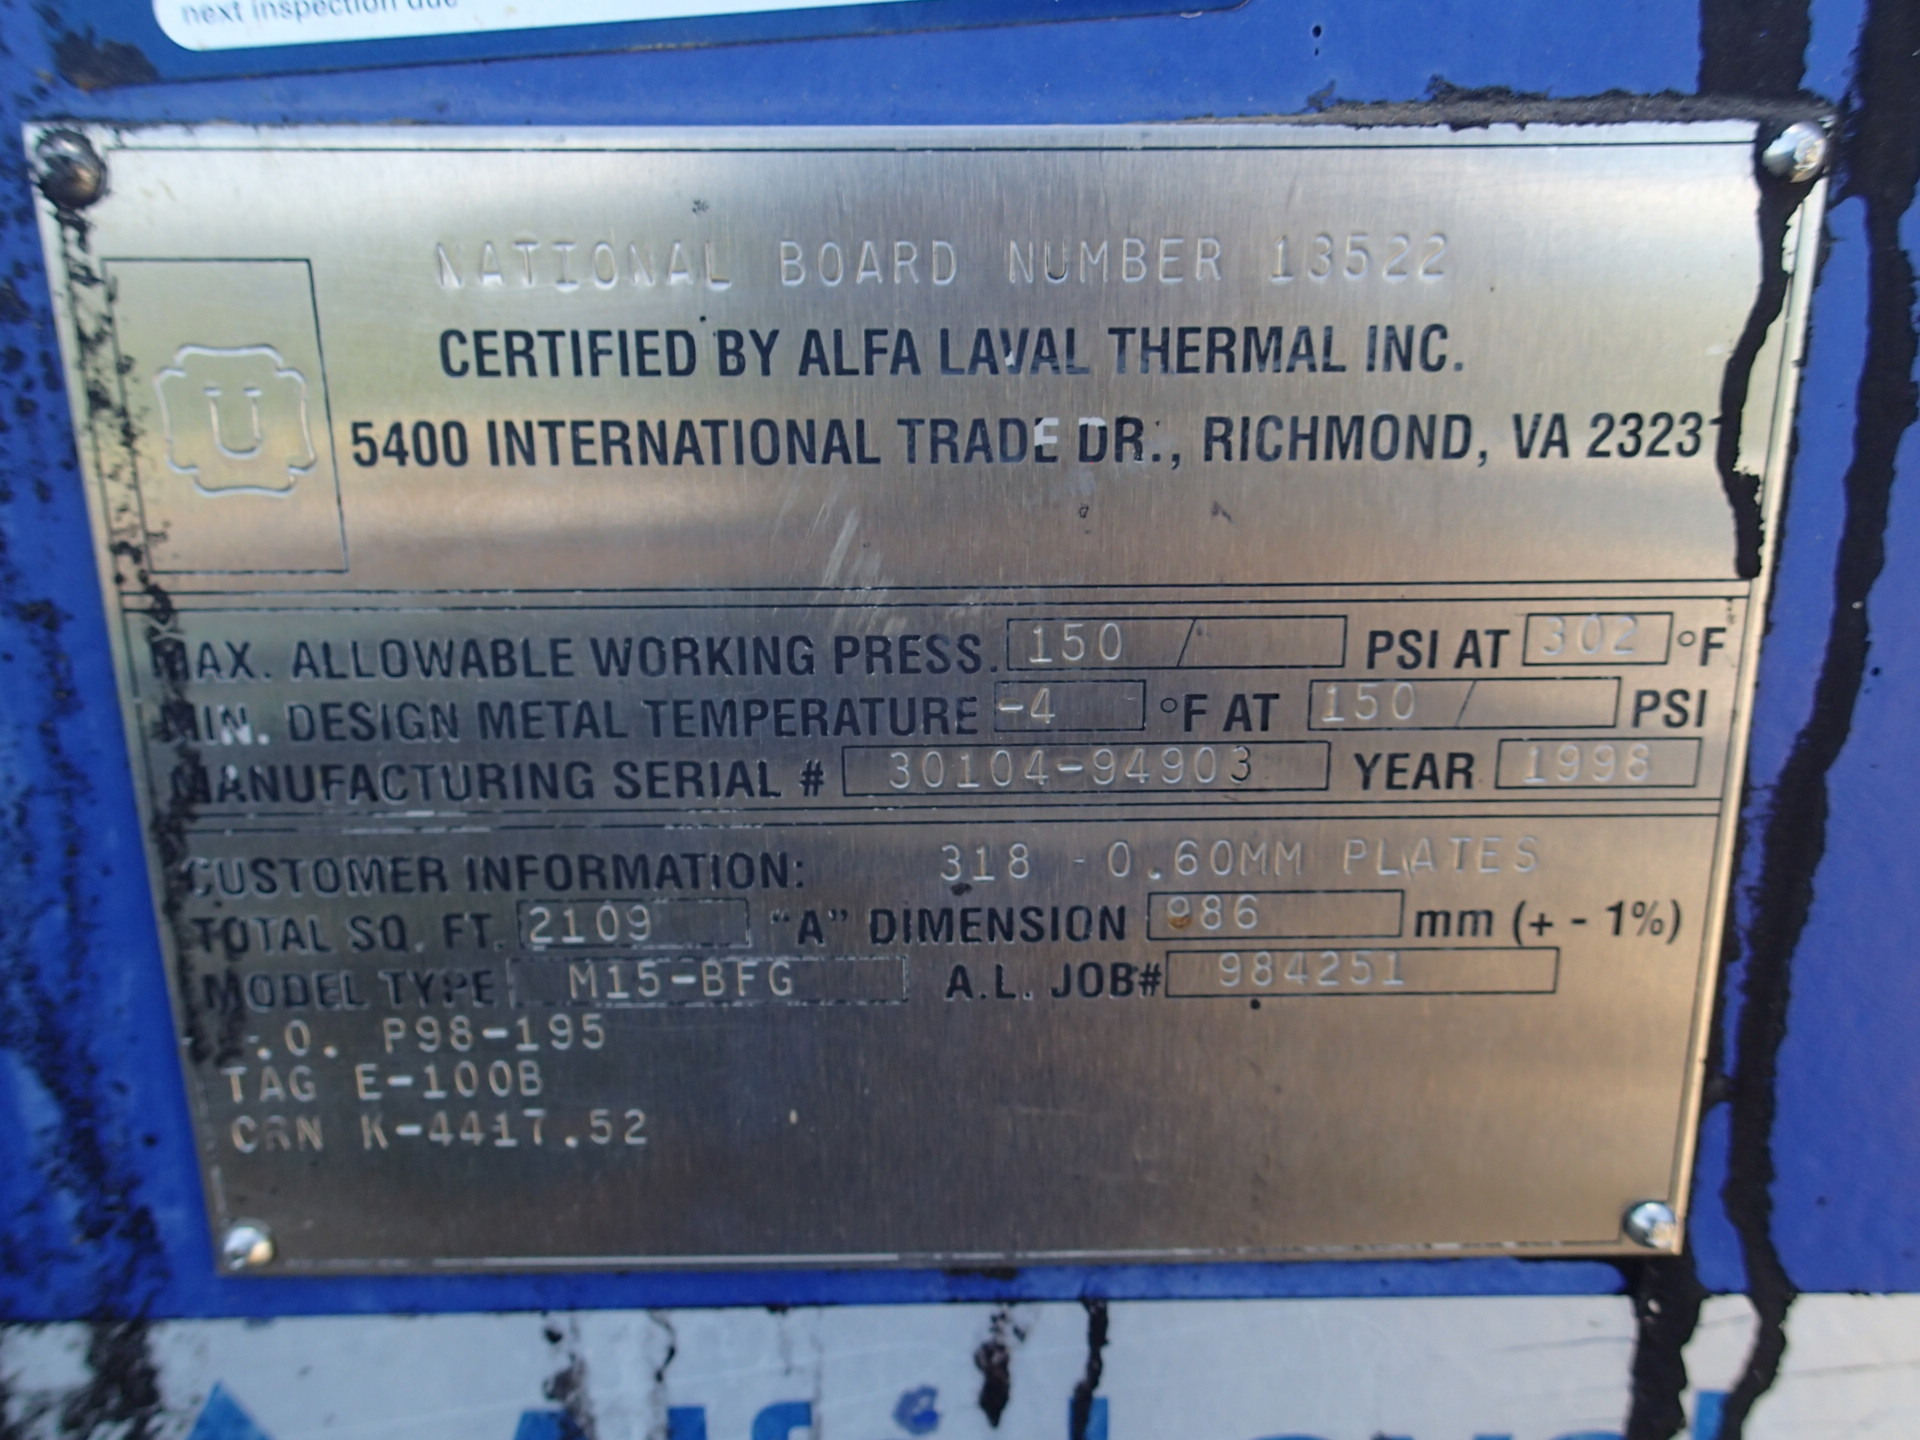 next inspection due
NATIONAL BOARD NUMBER 13522
U
CERTIFIED BY ALFA LAVAL THERMAL INC.
5400 INTERNATIONAL TRADE DR., RICHMOND, VA 23231
MAX. ALLOWABLE WORKING PRESS. 150 / PSI AT 302 °F
MIN. DESIGN METAL TEMPERATURE -4 °F AT 150 / PSI
MANUFACTURING SERIAL # 30104-94903 YEAR 1998
CUSTOMER INFORMATION: 318 - 0.60MM PLATES
TOTAL SQ. FT. 2109 "A" DIMENSION 986 mm (+ - 1%)
MODEL TYPE M15-BFG A.L. JOB# 984251
.O. P98-195
TAG E-100B
CRN K-4417.52
Alfa Laval